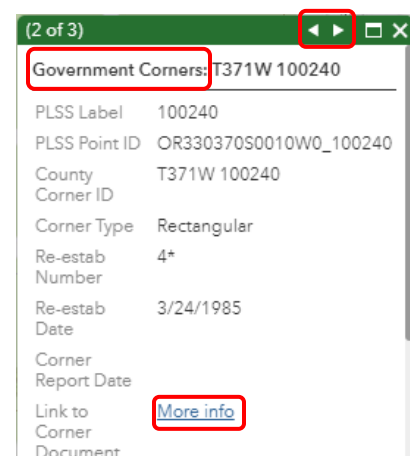 (2 of 3)
Government Corners: T371W 100240
PLSS Label 100240
PLSS Point ID OR330370S0010W0_100240
County T371W 100240
Corner ID
Corner Type Rectangular
Re-estab 4*
Number
Re-estab 3/24/1985
Date
Corner
Report Date
Link to More info
Corner
Document